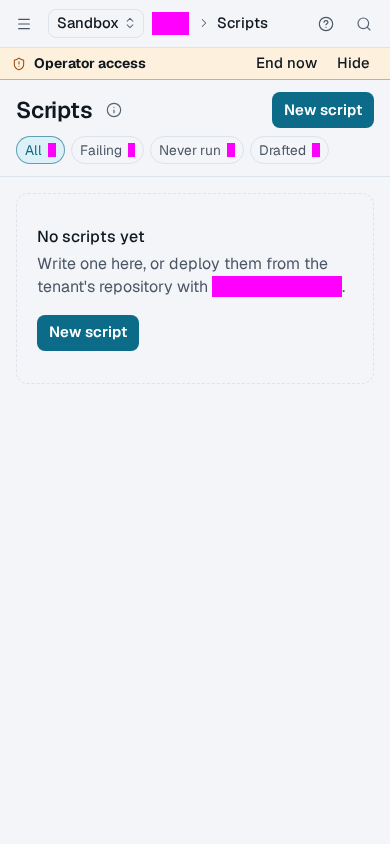 Sandbox
Scripts
Operator access
End now
Hide
Scripts
New script
All
Failing
Never run
Drafted
No scripts yet
Write one here, or deploy them from the
tenant's repository with
.
New script